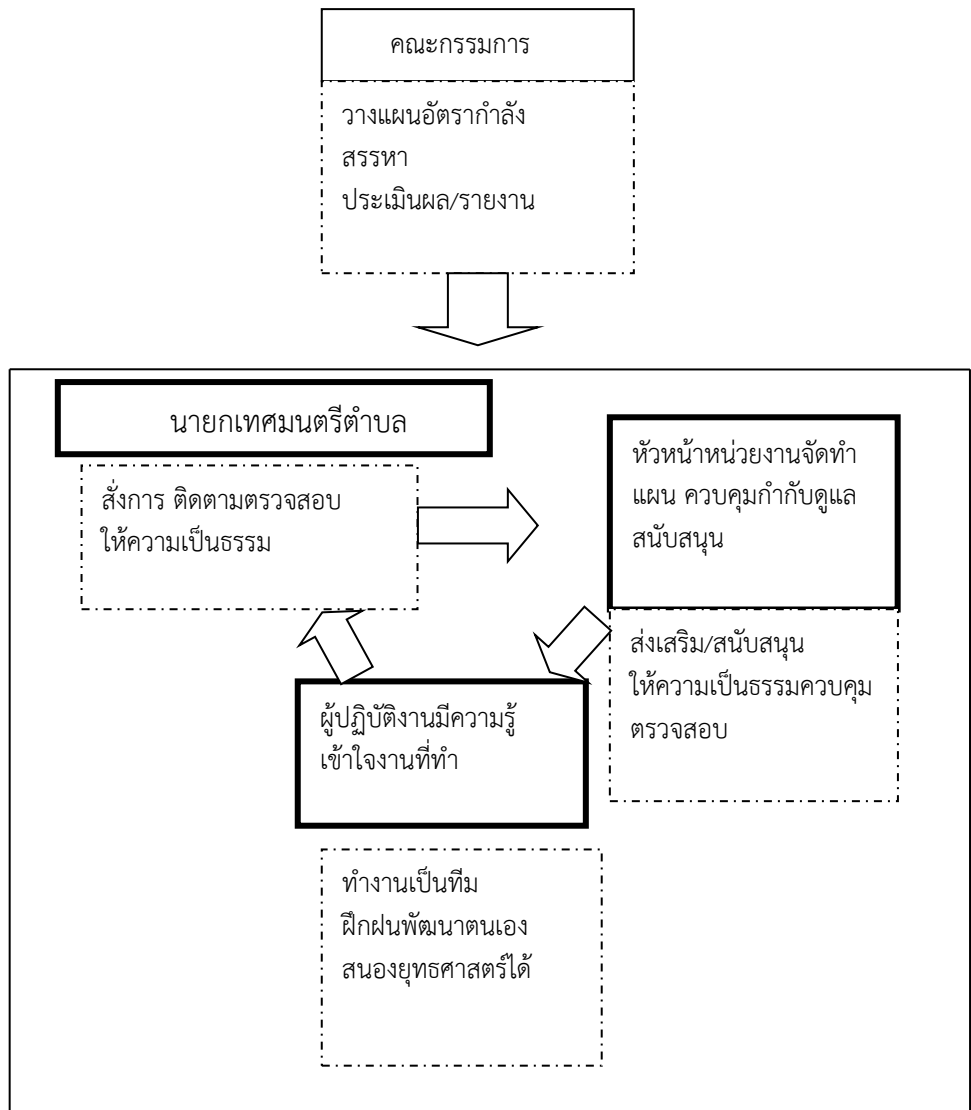 คณะกรรมการ
วางแผนอัตรากำลัง
สรรหา
ประเมินผล/รายงาน
นายกเทศมนตรีตำบล
สั่งการ ติดตามตรวจสอบ
ให้ความเป็นธรรม
หัวหน้าหน่วยงานจัดทำ
แผน ควบคุมกำกับดูแล
สนับสนุน
ส่งเสริม/สนับสนุน
ให้ความเป็นธรรมควบคุม
ตรวจสอบ
ผู้ปฏิบัติงานมีความรู้
เข้าใจงานที่ทำ
ทำงานเป็นทีม
ฝึกฝนพัฒนาตนเอง
สนองยุทธศาสตร์ได้